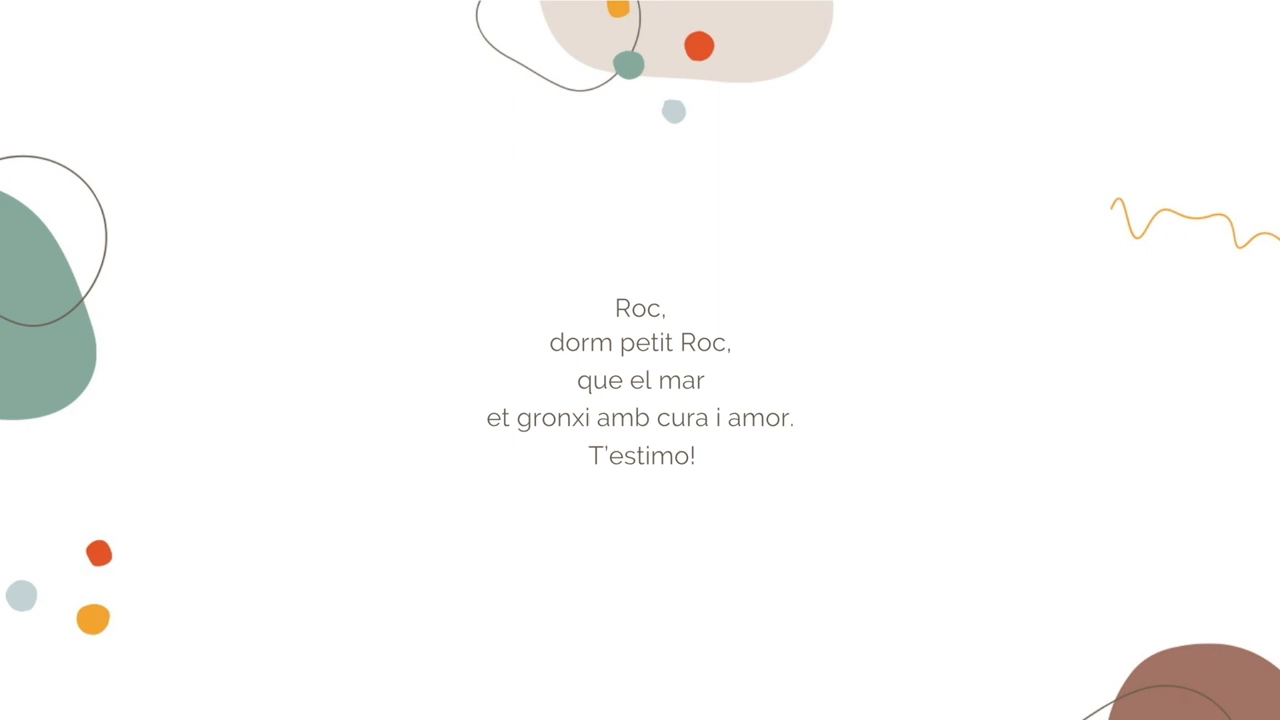 Roc,
dorm petit Roc,
que el mar
et gronxi amb cura i amor.
T'estimo!